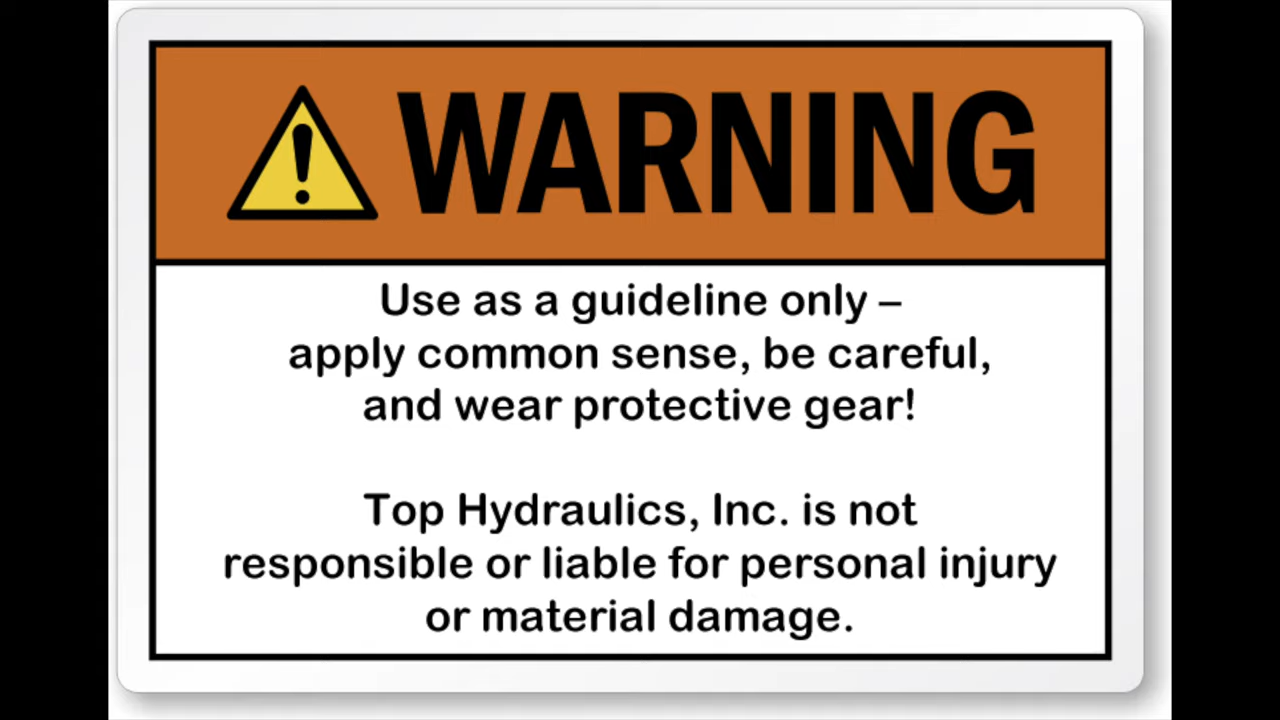 WARNING
Use as a guideline only –
apply common sense, be careful,
and wear protective gear!
Top Hydraulics, Inc. is not
responsible or liable for personal injury
or material damage.